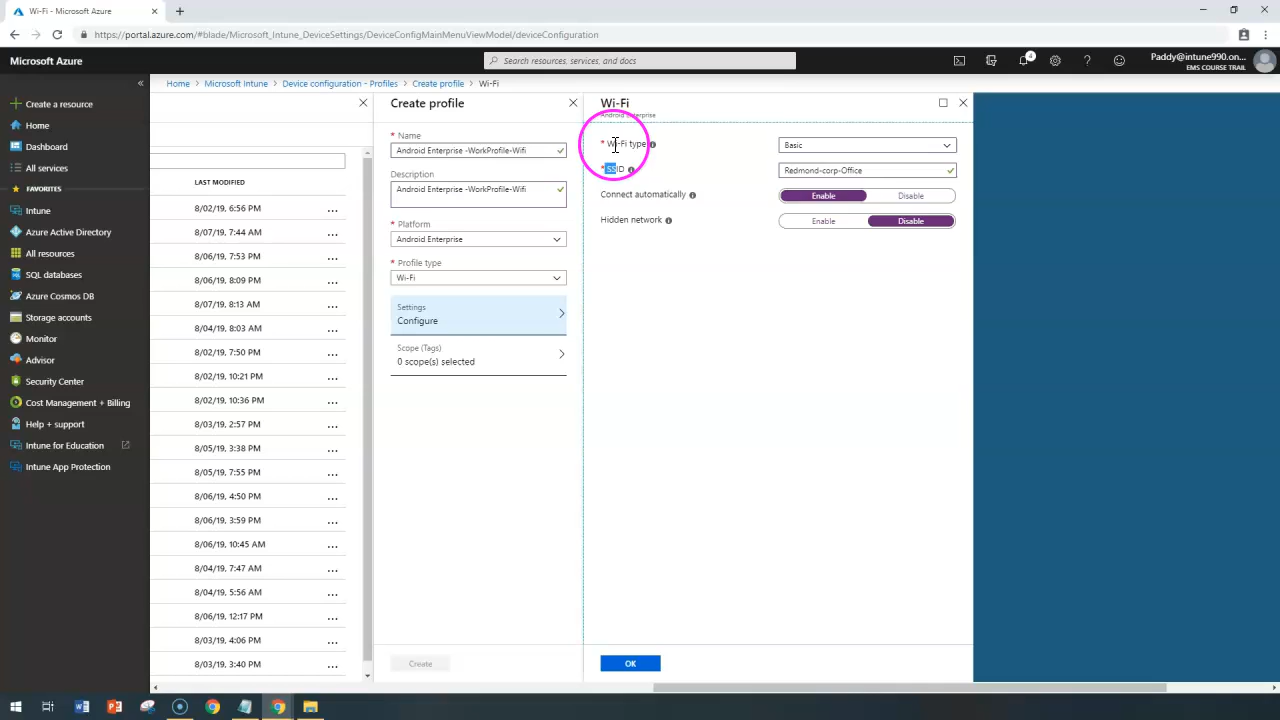 Wi-Fi - Microsoft Azure
https://portal.azure.com/#blade/Microsoft_Intune_DeviceSettings/DeviceConfigMainMenuViewModel/deviceConfiguration
Microsoft Azure
Search resources, services, and docs
4
Paddy@intune990.on...
EMS COURSE TRAIL
Home
Microsoft Intune
Device configuration - Profiles
Create profile
Wi-Fi
Create a resource
Home
Dashboard
All services
FAVORITES
Intune
Azure Active Directory
All resources
SQL databases
Azure Cosmos DB
Storage accounts
Monitor
Advisor
Security Center
Cost Management + Billing
Help + support
Intune for Education
Intune App Protection
LAST MODIFIED
8/02/19, 6:56 PM
8/07/19, 7:44 AM
8/06/19, 7:53 PM
8/06/19, 8:09 PM
8/07/19, 8:13 AM
8/04/19, 8:03 AM
8/02/19, 7:50 PM
8/02/19, 10:21 PM
8/02/19, 10:36 PM
8/03/19, 2:57 PM
8/05/19, 3:38 PM
8/05/19, 7:55 PM
8/06/19, 4:50 PM
8/06/19, 3:59 PM
8/06/19, 10:45 AM
8/04/19, 7:47 AM
8/04/19, 5:56 AM
8/06/19, 12:17 PM
8/03/19, 4:06 PM
8/03/19, 3:40 PM
Create profile
* Name
Android Enterprise -WorkProfile-Wifi
Description
Android Enterprise -WorkProfile-Wifi
* Platform
Android Enterprise
* Profile type
Wi-Fi
Settings
Configure
Scope (Tags)
0 scope(s) selected
Create
Wi-Fi
Android Enterprise
* Wi-Fi type
Basic
* SSID
Redmond-corp-Office
Connect automatically
Enable
Disable
Hidden network
Enable
Disable
OK